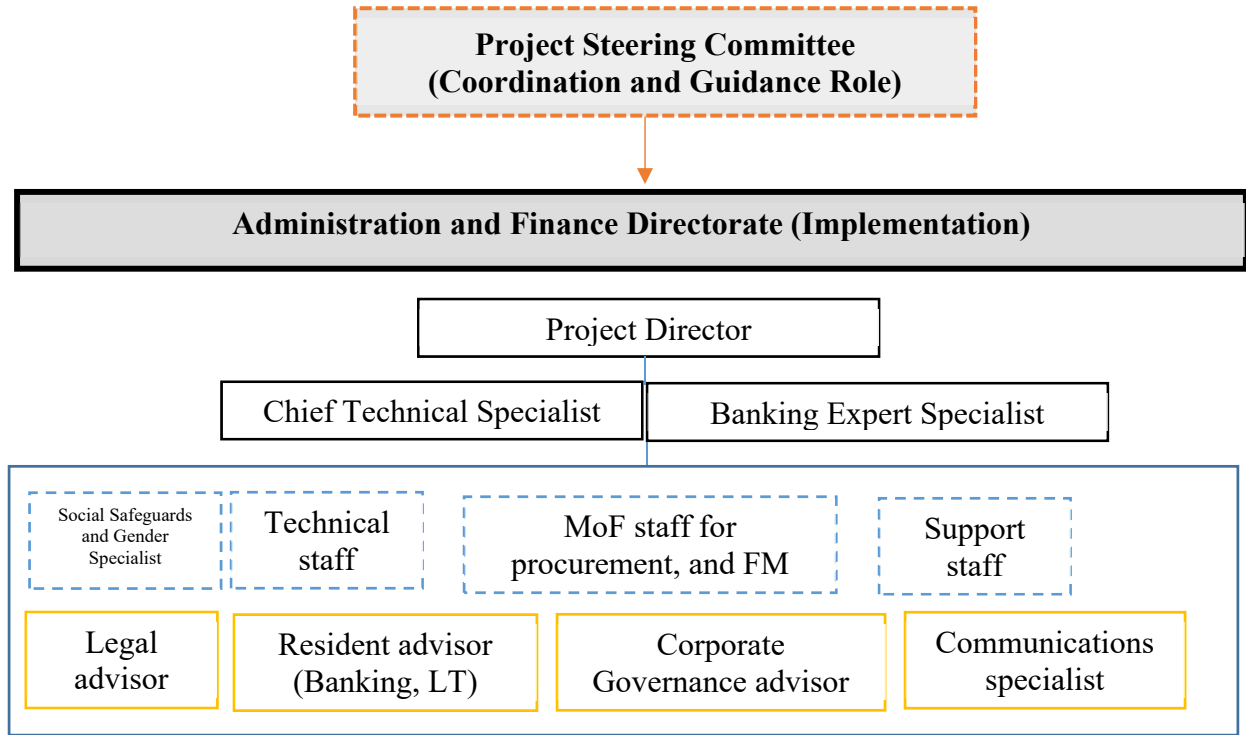 Project Steering Committee
(Coordination and Guidance Role)
Administration and Finance Directorate (Implementation)
Project Director
Chief Technical Specialist
Banking Expert Specialist
Social Safeguards
and Gender
Specialist
Technical
staff
MoF staff for
procurement, and FM
Support
staff
Legal
advisor
Resident advisor
(Banking, LT)
Corporate
Governance advisor
Communications
specialist